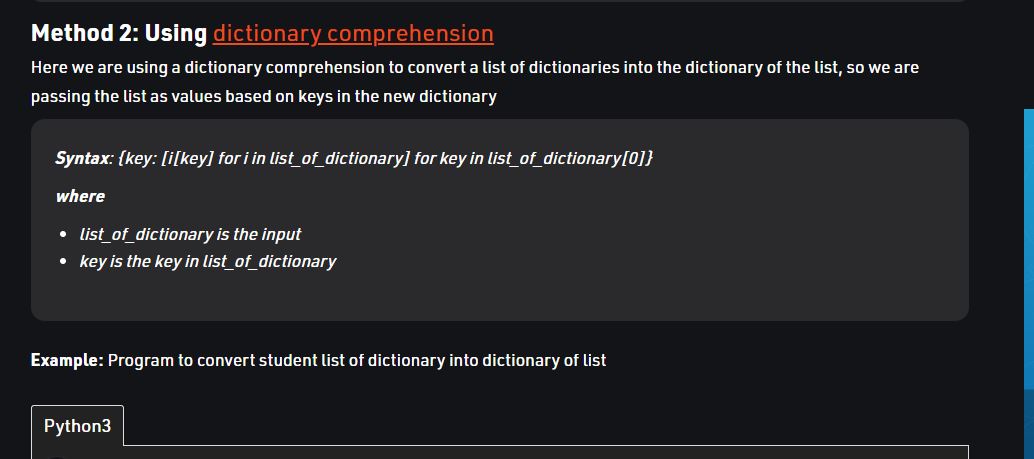 Method 2: Using dictionary comprehension
Here we are using a dictionary comprehension to convert a list of dictionaries into the dictionary of the list, so we are
passing the list as values based on keys in the new dictionary
Syntax: {key: [i[key] for i in list_of_dictionary] for key in list_of_dictionary[0]}
where
• list_of_dictionary is the input
• key is the key in list_of_dictionary
Example: Program to convert student list of dictionary into dictionary of list
Python3